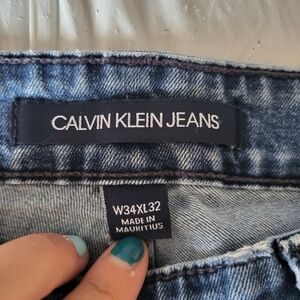 CALVIN KLEIN JEANS
W34XL32
MADE IN
MAURITIUS